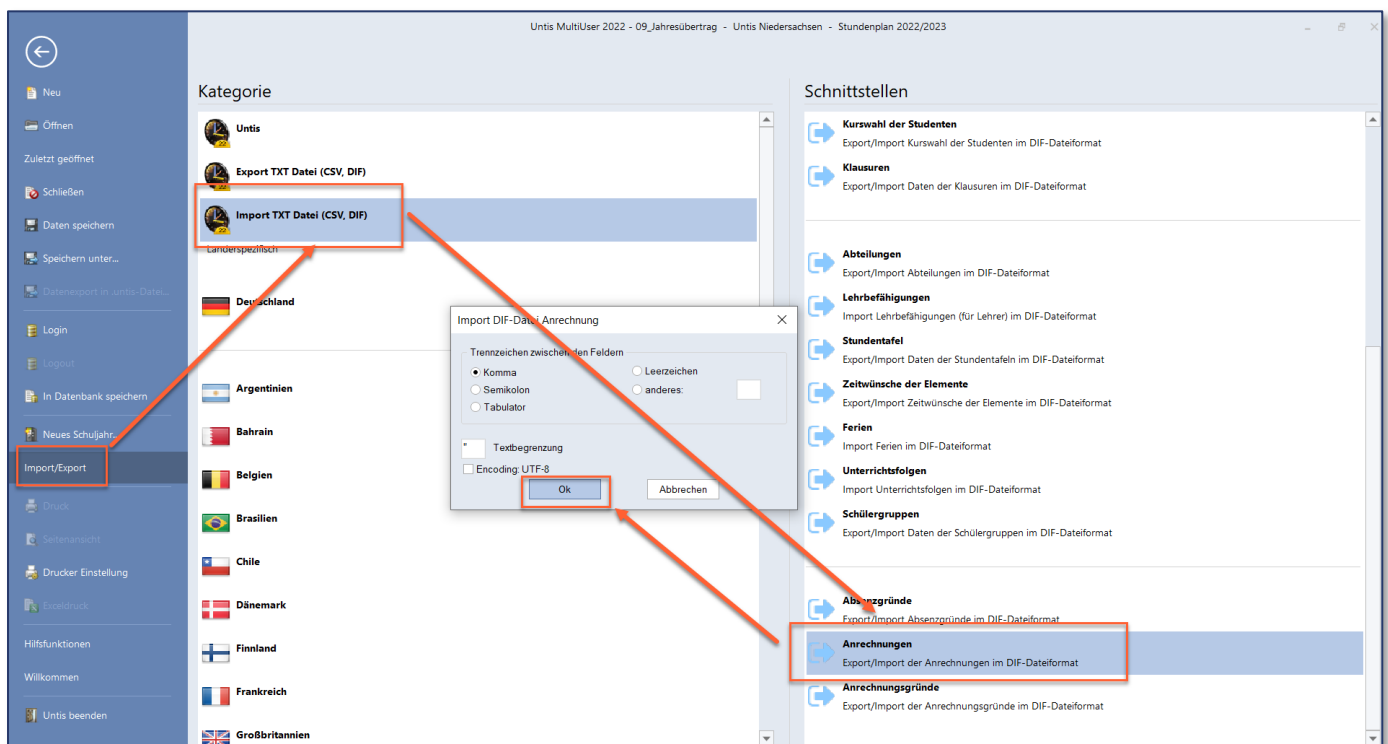 Untis MultiUser 2022 - 09_Jahresübertrag - Untis Niedersachsen - Stundenplan 2022/2023
Neu
Öffnen
Zuletzt geöffnet
Schließen
Daten speichern
Speichern unter...
Datenexport in .untis-Datei...
Login
Logout
In Datenbank speichern
Neues Schuljahr...
Import/Export
Druck
Seitenansicht
Drucker Einstellung
Exceldruck
Hilfsfunktionen
Willkommen
Untis beenden
Kategorie
Untis
Export TXT Datei (CSV, DIF)
Import TXT Datei (CSV, DIF)
Länderspezifisch
Deutschland
Argentinien
Bahrain
Belgien
Brasilien
Chile
Dänemark
Finnland
Frankreich
Großbritannien
Import DIF-Datei Anrechnung
Trennzeichen zwischen den Feldern
Komma
Leerzeichen
Semikolon
anderes:
Tabulator
" Textbegrenzung
Encoding: UTF-8
Ok
Abbrechen
Schnittstellen
Kurswahl der Studenten
Export/Import Kurswahl der Studenten im DIF-Dateiformat
Klausuren
Export/Import Daten der Klausuren im DIF-Dateiformat
Abteilungen
Export/Import Abteilungen im DIF-Dateiformat
Lehrbefähigungen
Import Lehrbefähigungen (für Lehrer) im DIF-Dateiformat
Stundentafel
Export/Import Daten der Stundentafeln im DIF-Dateiformat
Zeitwünsche der Elemente
Export/Import Zeitwünsche der Elemente im DIF-Dateiformat
Ferien
Import Ferien im DIF-Dateiformat
Unterrichtsfolgen
Import Unterrichtsfolgen im DIF-Dateiformat
Schülergruppen
Export/Import Daten der Schülergruppen im DIF-Dateiformat
Absenzgründe
Export/Import Absenzgründe im DIF-Dateiformat
Anrechnungen
Export/Import der Anrechnungen im DIF-Dateiformat
Anrechnungsgründe
Export/Import der Anrechnungsgründe im DIF-Dateiformat